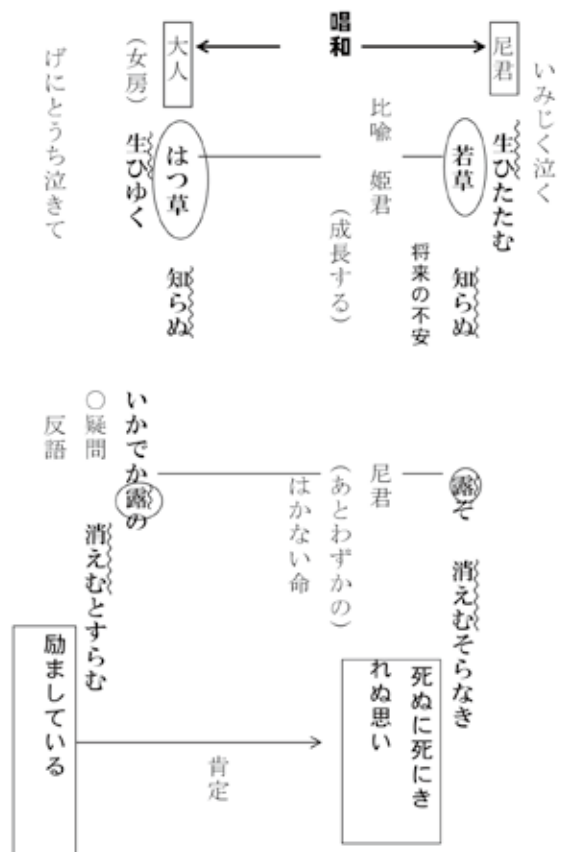 いみじく泣く
尼君
生ひたたむ
若草
知らぬ
将来の不安
露ぞ
消えむそらなき
死ぬに死にき
れぬ思い
比喩 姫君
(成長する)
尼君
(あとわずかの)
はかない命
唱和
肯定
大人
(女房)
はつ草
生ひゆく
知らぬ
いかでか露の
消えむとすらむ
○疑問
反語
げにとうち泣きて
励ましている